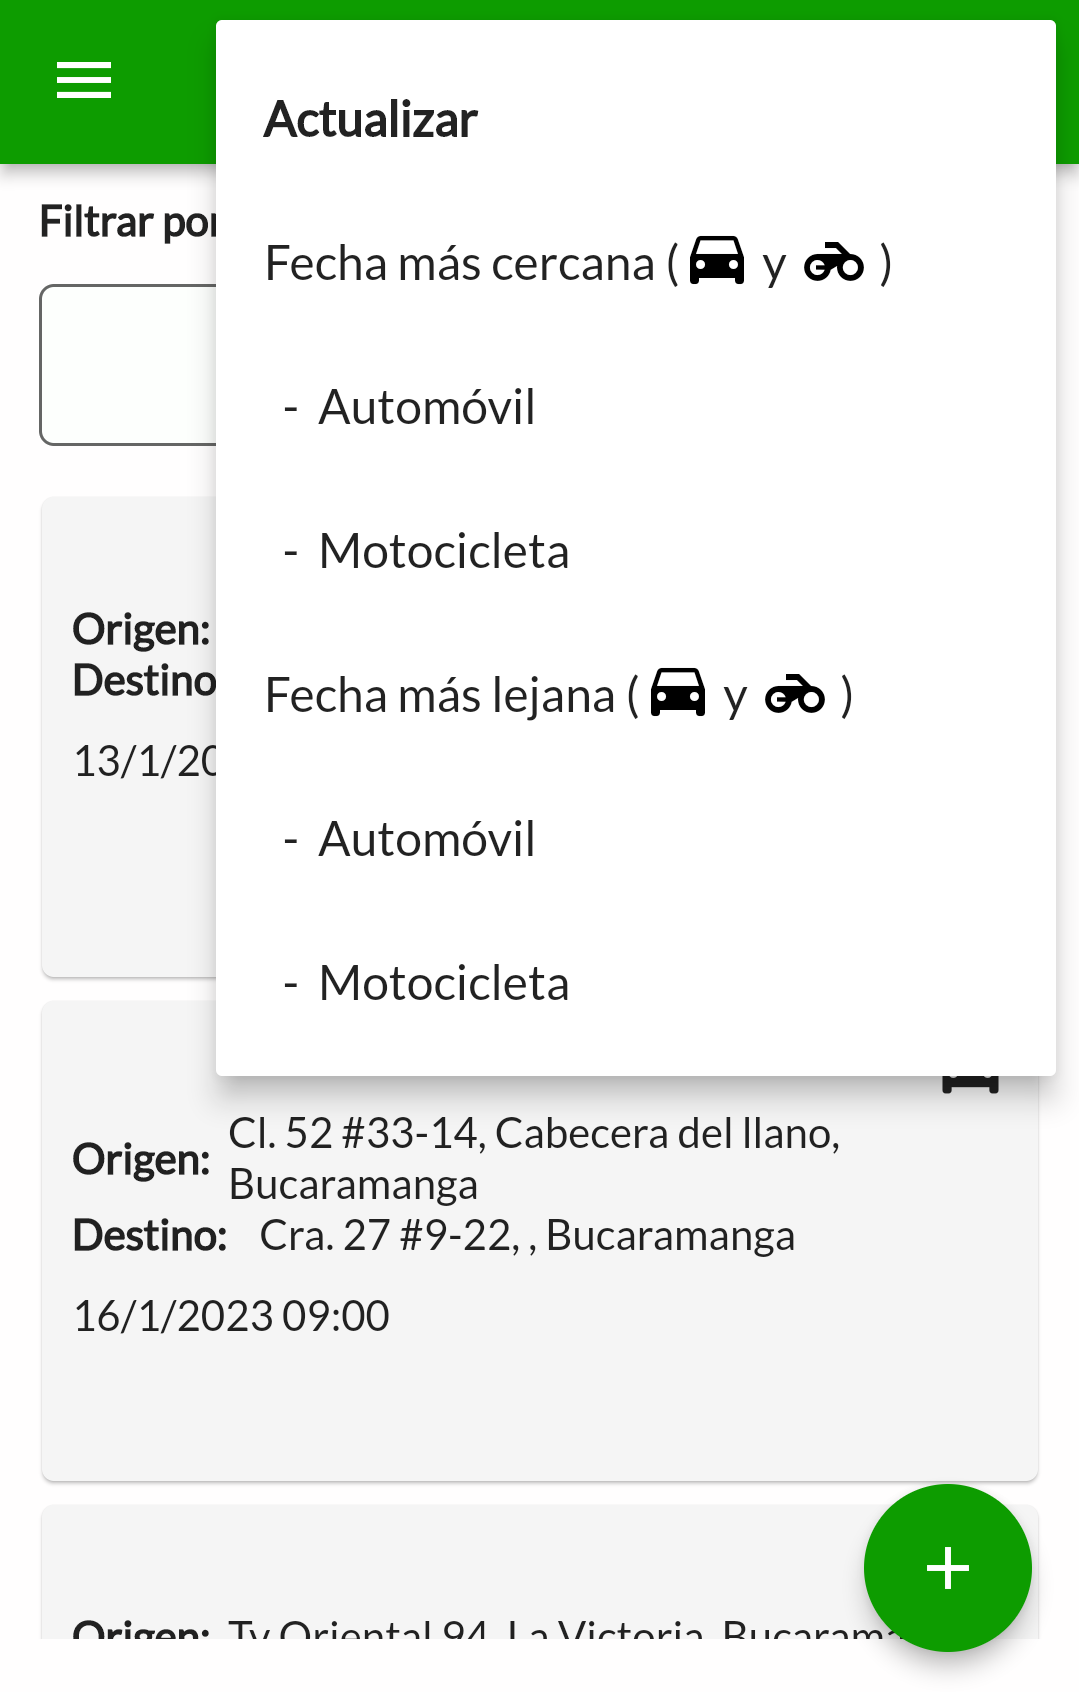 Actualizar
Filtrar por
Fecha más cercana ( y )
- Automóvil
- Motocicleta
Origen:
Destino
Fecha más lejana ( y )
13/1/20
- Automóvil
- Motocicleta
Cl. 52 #33-14, Cabecera del llano,
Origen:
Bucaramanga
Destino: Cra. 27 #9-22, , Bucaramanga
16/1/2023 09:00
Origen: Tv Oriental 94, La Victoria, Bucarama